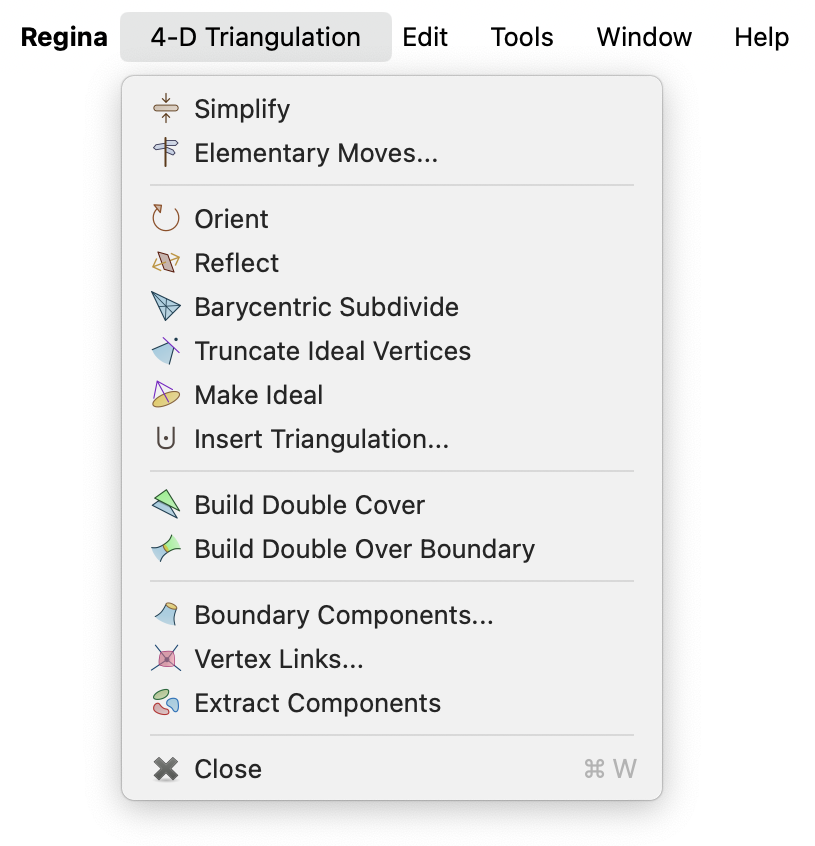 Regina 4-D Triangulation Edit Tools Window Help
Simplify
Elementary Moves...
Orient
Reflect
Barycentric Subdivide
Truncate Ideal Vertices
Make Ideal
Insert Triangulation...
Build Double Cover
Build Double Over Boundary
Boundary Components...
Vertex Links...
Extract Components
Close ⌘ W